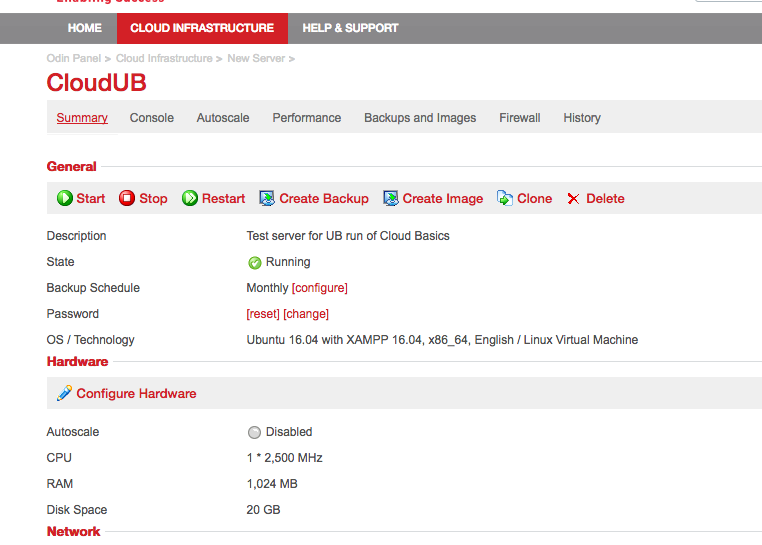 Enabling Success
HOME CLOUD INFRASTRUCTURE HELP & SUPPORT
Odin Panel > Cloud Infrastructure > New Server >
CloudUB
Summary Console Autoscale Performance Backups and Images Firewall History
General
Start Stop Restart Create Backup Create Image Clone Delete
Description Test server for UB run of Cloud Basics
State Running
Backup Schedule Monthly [configure]
Password [reset] [change]
OS / Technology Ubuntu 16.04 with XAMPP 16.04, x86_64, English / Linux Virtual Machine
Hardware
Configure Hardware
Autoscale Disabled
CPU 1 * 2,500 MHz
RAM 1,024 MB
Disk Space 20 GB
Network